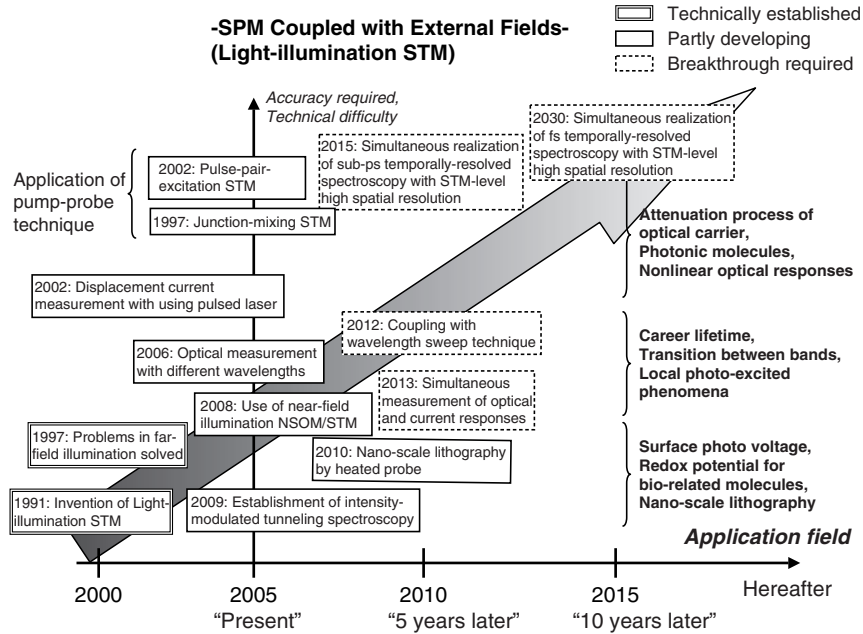 -SPM Coupled with External Fields-
(Light-illumination STM)
Technically established
Partly developing
Breakthrough required
Accuracy required,
Technical difficulty
2030: Simultaneous realization
of fs temporally-resolved
spectroscopy with STM-level
high spatial resolution
2015: Simultaneous realization
of sub-ps temporally-resolved
spectroscopy with STM-level
high spatial resolution
Application of
pump-probe
technique
2002: Pulse-pair-
excitation STM
1997: Junction-mixing STM
Attenuation process of
optical carrier,
Photonic molecules,
Nonlinear optical responses
2002: Displacement current
measurement with using pulsed laser
2012: Coupling with
wavelength sweep technique
2006: Optical measurement
with different wavelengths
Career lifetime,
Transition between bands,
Local photo-excited
phenomena
2013: Simultaneous
measurement of optical
and current responses
2008: Use of near-field
illumination NSOM/STM
1997: Problems in far-
field illumination solved
2010: Nano-scale lithography
by heated probe
Surface photo voltage,
Redox potential for
bio-related molecules,
Nano-scale lithography
1991: Invention of Light-
illumination STM
2009: Establishment of intensity-
modulated tunneling spectroscopy
Application field
2000
2005
2010
2015
Hereafter
“Present”
“5 years later”
“10 years later”